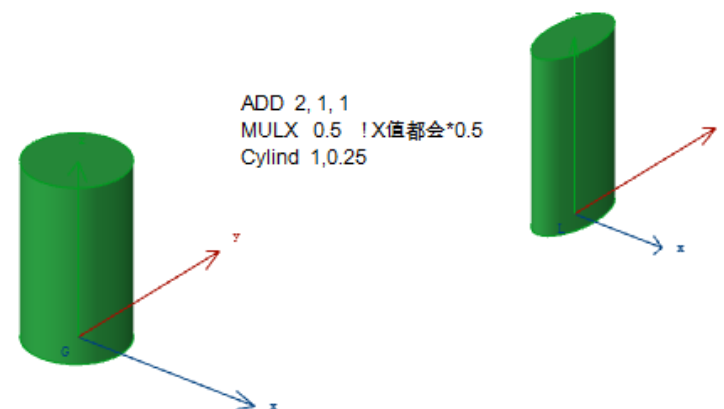 ADD 2, 1, 1
MULX 0.5 !X值都会*0.5
Cylind 1,0.25
y
L
x
G
x